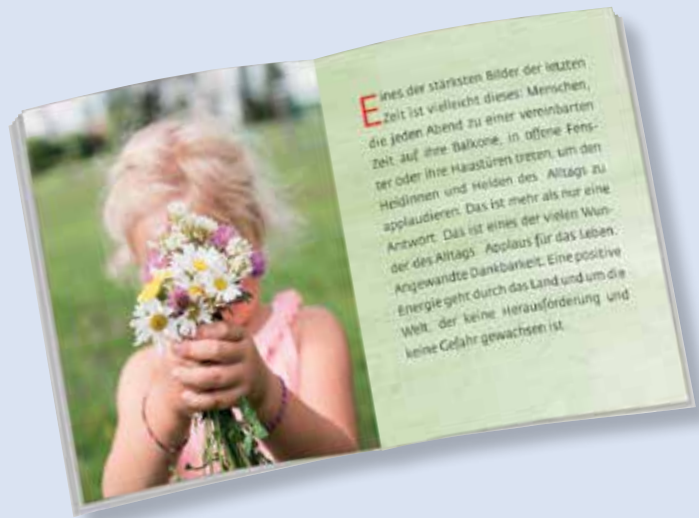 Eines der stärksten Bilder der letzten
Zeit ist vielleicht dieses: Menschen,
die jeden Abend zu einer vereinbarten
Zeit auf ihre Balkone, in offene Fens-
ter oder ihre Haustüren treten, um den
Heldinnen und Helden des Alltags zu
applaudieren. Das ist mehr als nur eine
Antwort. Das ist eines der vielen Wun-
der des Alltags. Applaus für das Leben.
Angewandte Dankbarkeit. Eine positive
Energie geht durch das Land und um die
Welt, der keine Herausforderung und
keine Gefahr gewachsen ist.